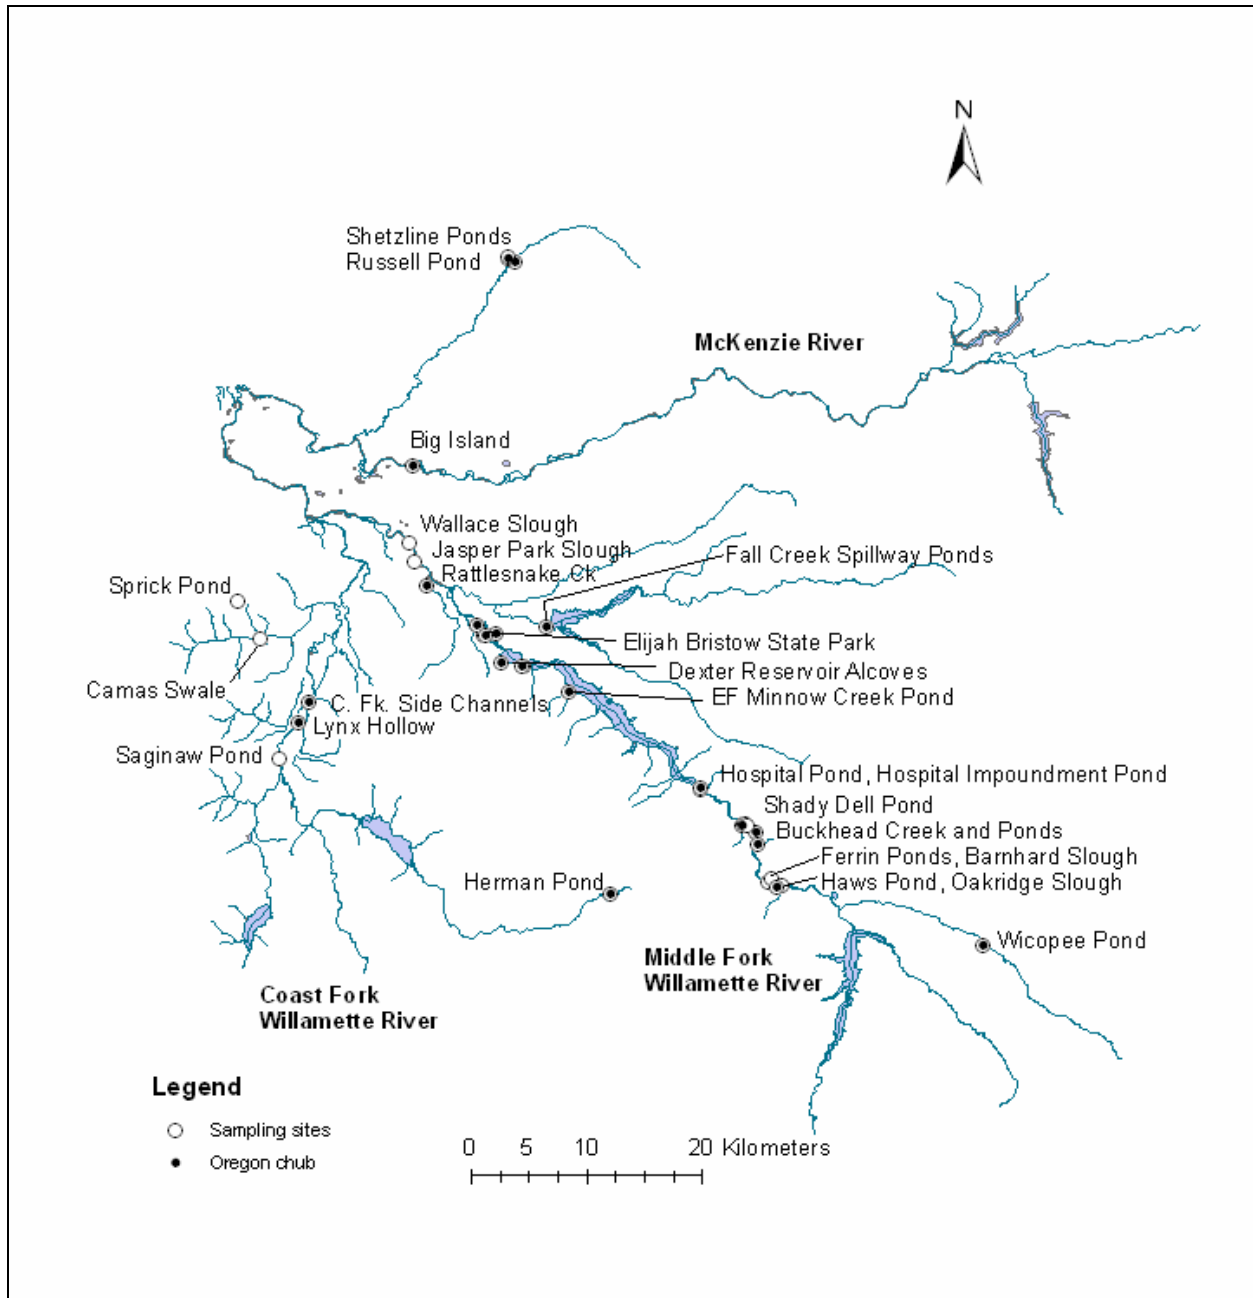 N
Shetzline Ponds
Russell Pond
McKenzie River
Big Island
Wallace Slough
Jasper Park Slough
Rattlesnake Ck
Fall Creek Spillway Ponds
Sprick Pond
Elijah Bristow State Park
Dexter Reservoir Alcoves
EF Minnow Creek Pond
Camas Swale
C. Fk. Side Channels
Lynx Hollow
Saginaw Pond
Hospital Pond, Hospital Impoundment Pond
Shady Dell Pond
Buckhead Creek and Ponds
Ferrin Ponds, Barnhard Slough
Haws Pond, Oakridge Slough
Herman Pond
Wicopee Pond
Middle Fork
Willamette River
Coast Fork
Willamette River
Legend
Sampling sites
Oregon chub
0 5 10 20 Kilometers